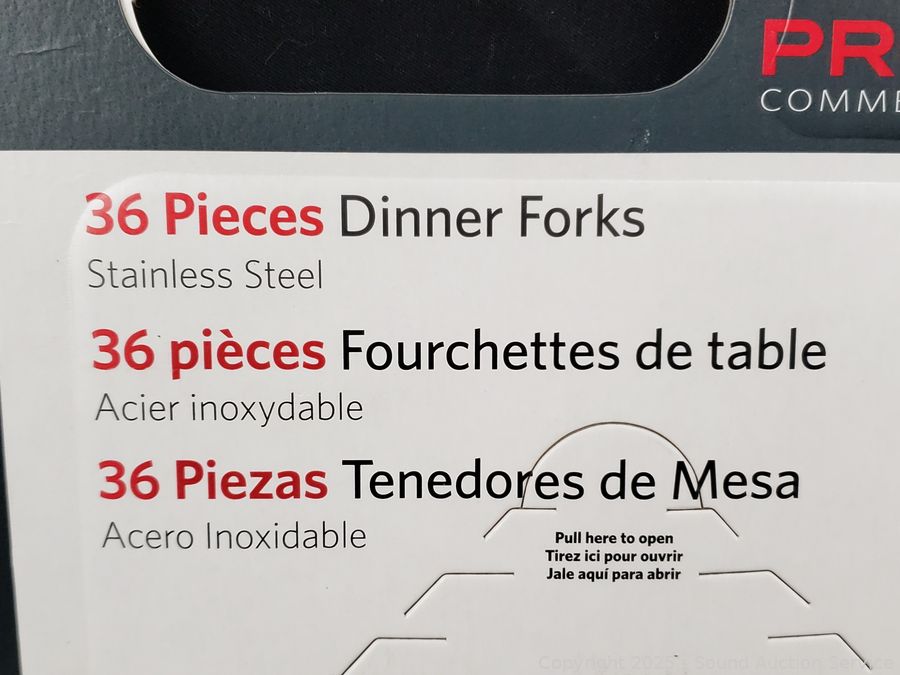 PR
COMME
36 Pieces Dinner Forks
Stainless Steel
36 pièces Fourchettes de table
Acier inoxydable
36 Piezas Tenedores de Mesa
Acero Inoxidable
Pull here to open
Tirez ici pour ouvrir
Jale aquí para abrir
Copyright 2025 - Sound Auction Service